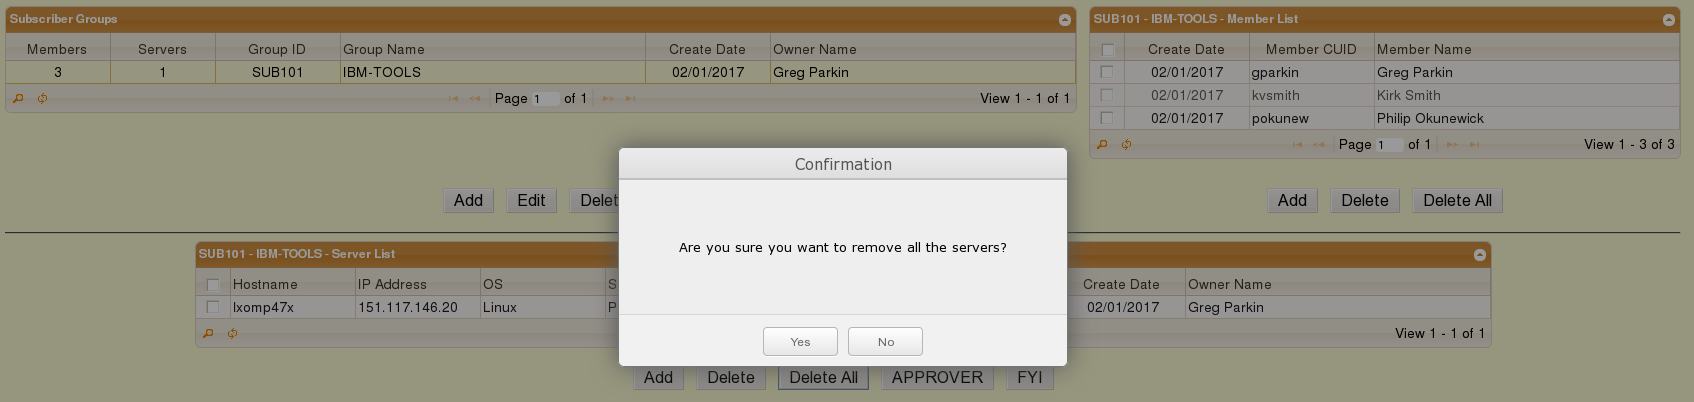 Subscriber Groups
Members Servers Group ID Group Name Create Date Owner Name
3 1 SUB101 IBM-TOOLS 02/01/2017 Greg Parkin
Page 1 of 1 View 1 - 1 of 1
Add Edit
SUB101 - IBM-TOOLS - Member List
Create Date Member CUID Member Name
02/01/2017 gparkin Greg Parkin
02/01/2017 kvsmith Kirk Smith
02/01/2017 pokunew Philip Okunewick
Page 1 of 1 View 1 - 3 of 3
Add Delete Delete All
Confirmation
Are you sure you want to remove all the servers?
Yes No
SUB101 - IBM-TOOLS - Server List
Hostname IP Address OS Create Date Owner Name
lxomp47x 151.117.146.20 Linux 02/01/2017 Greg Parkin
View 1 - 1 of 1
Add Delete Delete All APPROVER FYI